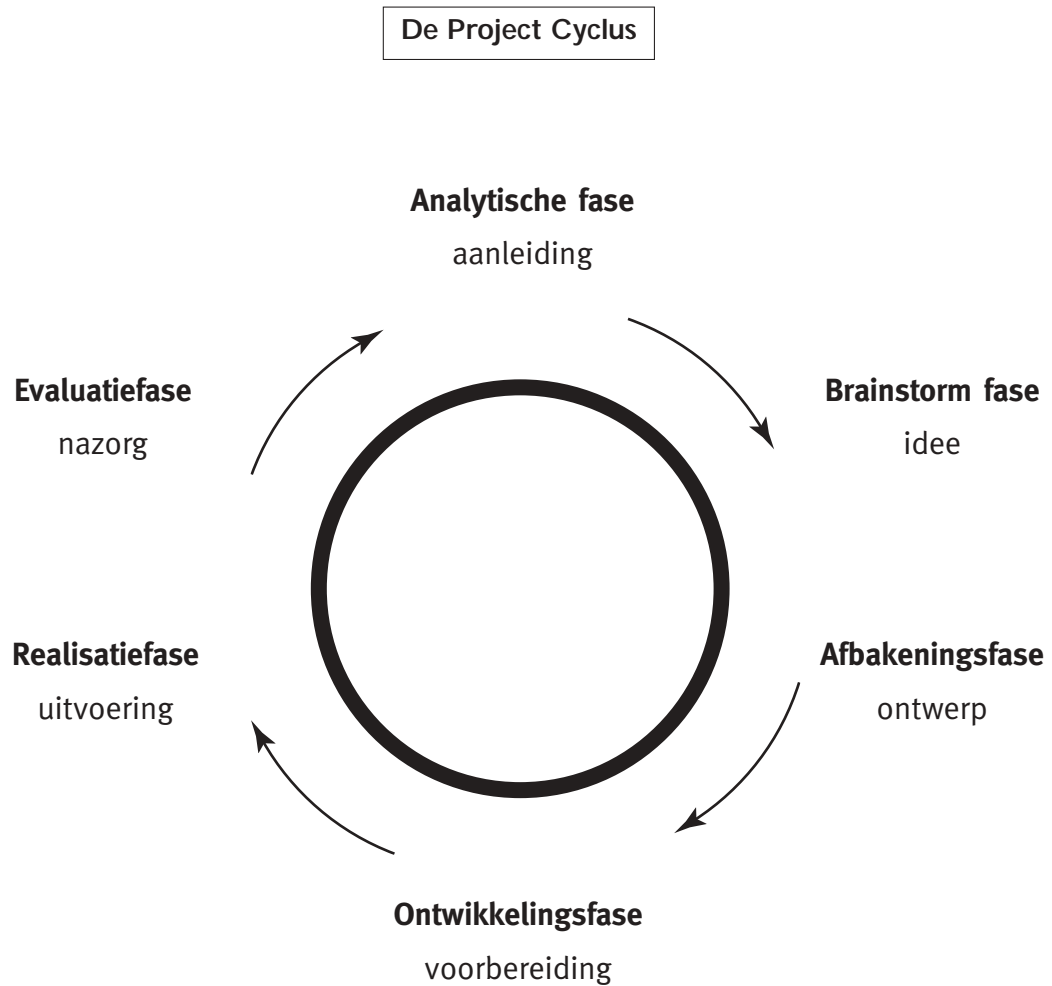 De Project Cyclus
Analytische fase
aanleiding
Brainstorm fase
idee
Afbakeningsfase
ontwerp
Ontwikkelingsfase
voorbereiding
Realisatiefase
uitvoering
Evaluatiefase
nazorg